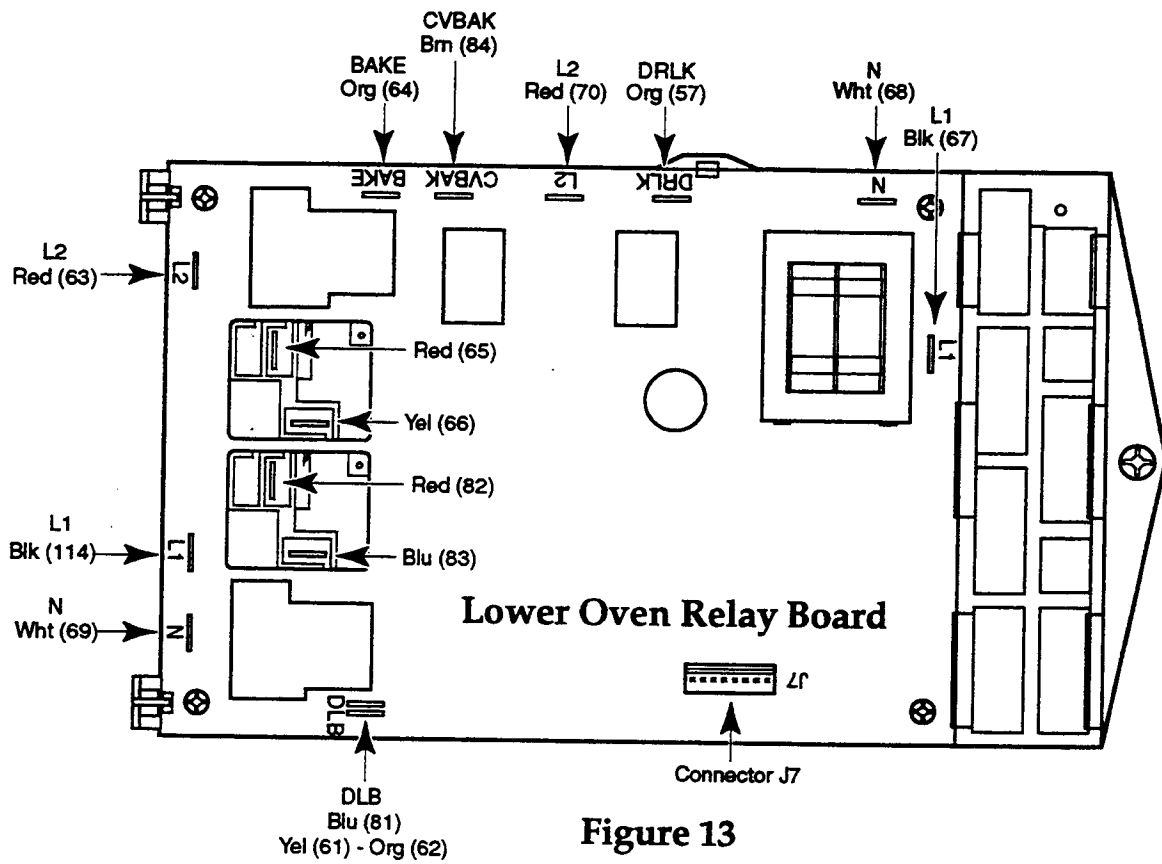 CVBAK
Brn (84)
BAKE
Org (64)
L2
Red (70)
DRLK
Org (57)
N
Wht (68)
L1
Blk (67)
BAKE
CVBAK
L2
DRLK
N
L2
Red (63)
L2
Red (65)
L1
Yel (66)
Red (82)
L1
Blk (114)
L1
Blu (83)
N
Wht (69)
N
Lower Oven Relay Board
J7
DLB
Connector J7
DLB
Blu (81)
Yel (61) - Org (62)
Figure 13